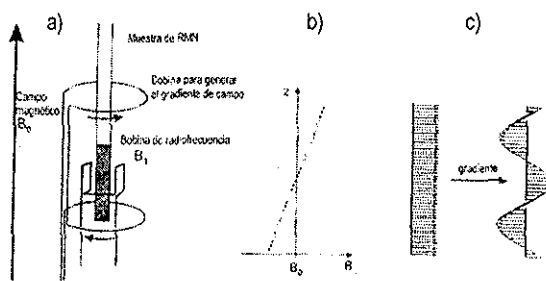 a)
Muestra de RMN
Bobina para generar
el gradiente de campo
Campo
magnético
B₀
Bobina de radiofrecuencia
B₁
b)
z
B₀
B
c)
gradiente